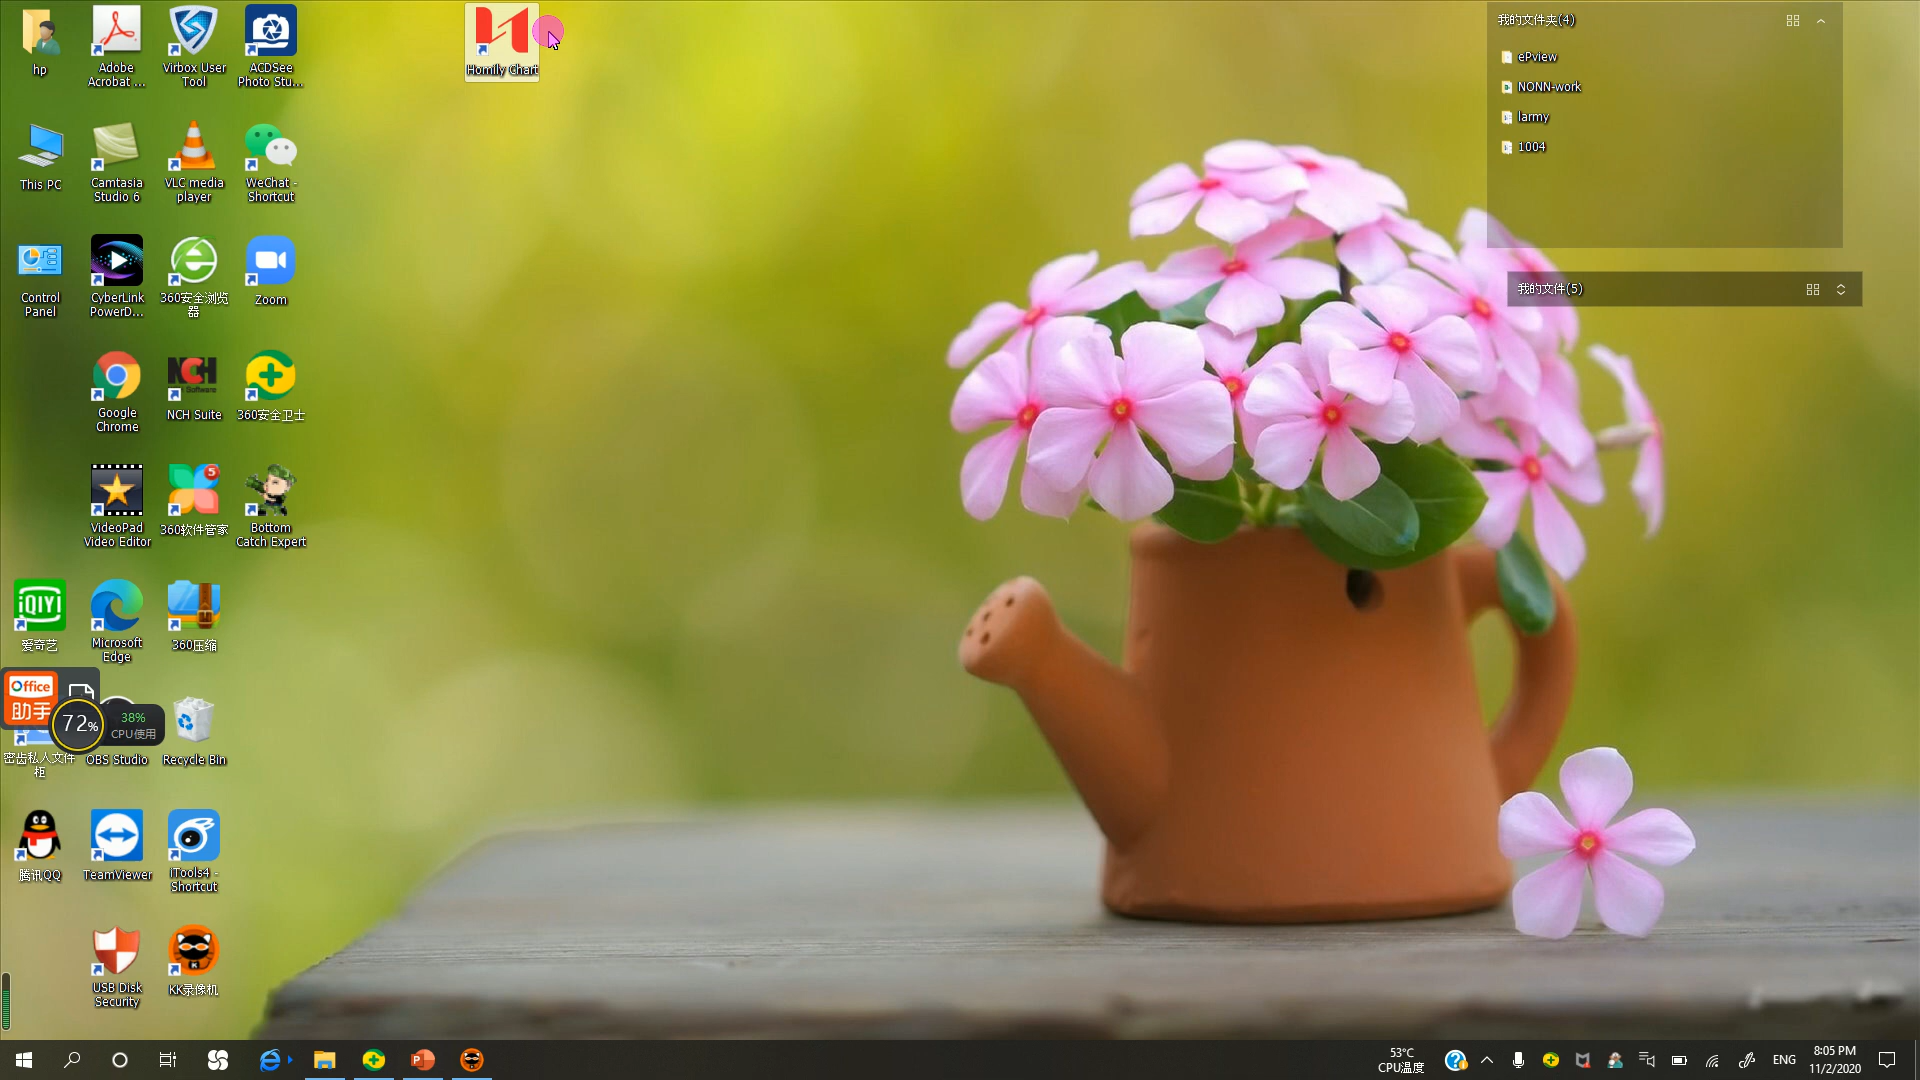 hp
Adobe
Acrobat ...
Virbox User
Tool
ACDSee
Photo Stu...
Homily Chart
This PC
Camtasia
Studio 6
VLC media
player
WeChat -
Shortcut
Control
Panel
CyberLink
PowerD...
360安全浏览
器
Zoom
Google
Chrome
NCH
NCH Suite
360安全卫士
VideoPad
Video Editor
5
360软件管家
Bottom
Catch Expert
iQIYI
爱奇艺
Microsoft
Edge
360压缩
Office
助手
72%
38%
CPU使用
密齿私人文件
柜
OBS Studio
Recycle Bin
腾讯QQ
TeamViewer
iTools4 -
Shortcut
USB Disk
Security
K
KK录像机
我的文件夹(4)
ePview
NONN-work
larmy
1004
我的文件(5)
53°C
CPU温度
ENG
8:05 PM
11/2/2020